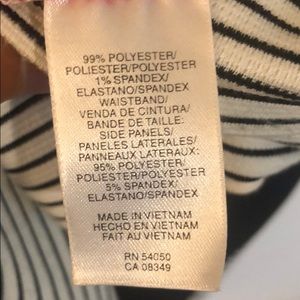 99% POLYESTER/
POLIESTER/POLYESTER
1% SPANDEX/
ELASTANO/SPANDEX
WAISTBAND/
VENDA DE CINTURA/
BANDE DE TAILLE:
SIDE PANELS/
PANELES LATERALES/
PANNEAUX LATERAUX:
95% POLYESTER/
POLIESTER/POLYESTER
5% SPANDEX/
ELASTANO/SPANDEX
MADE IN VIETNAM
HECHO EN VIETNAM
FAIT AU VIETNAM
RN 54050
CA 08349